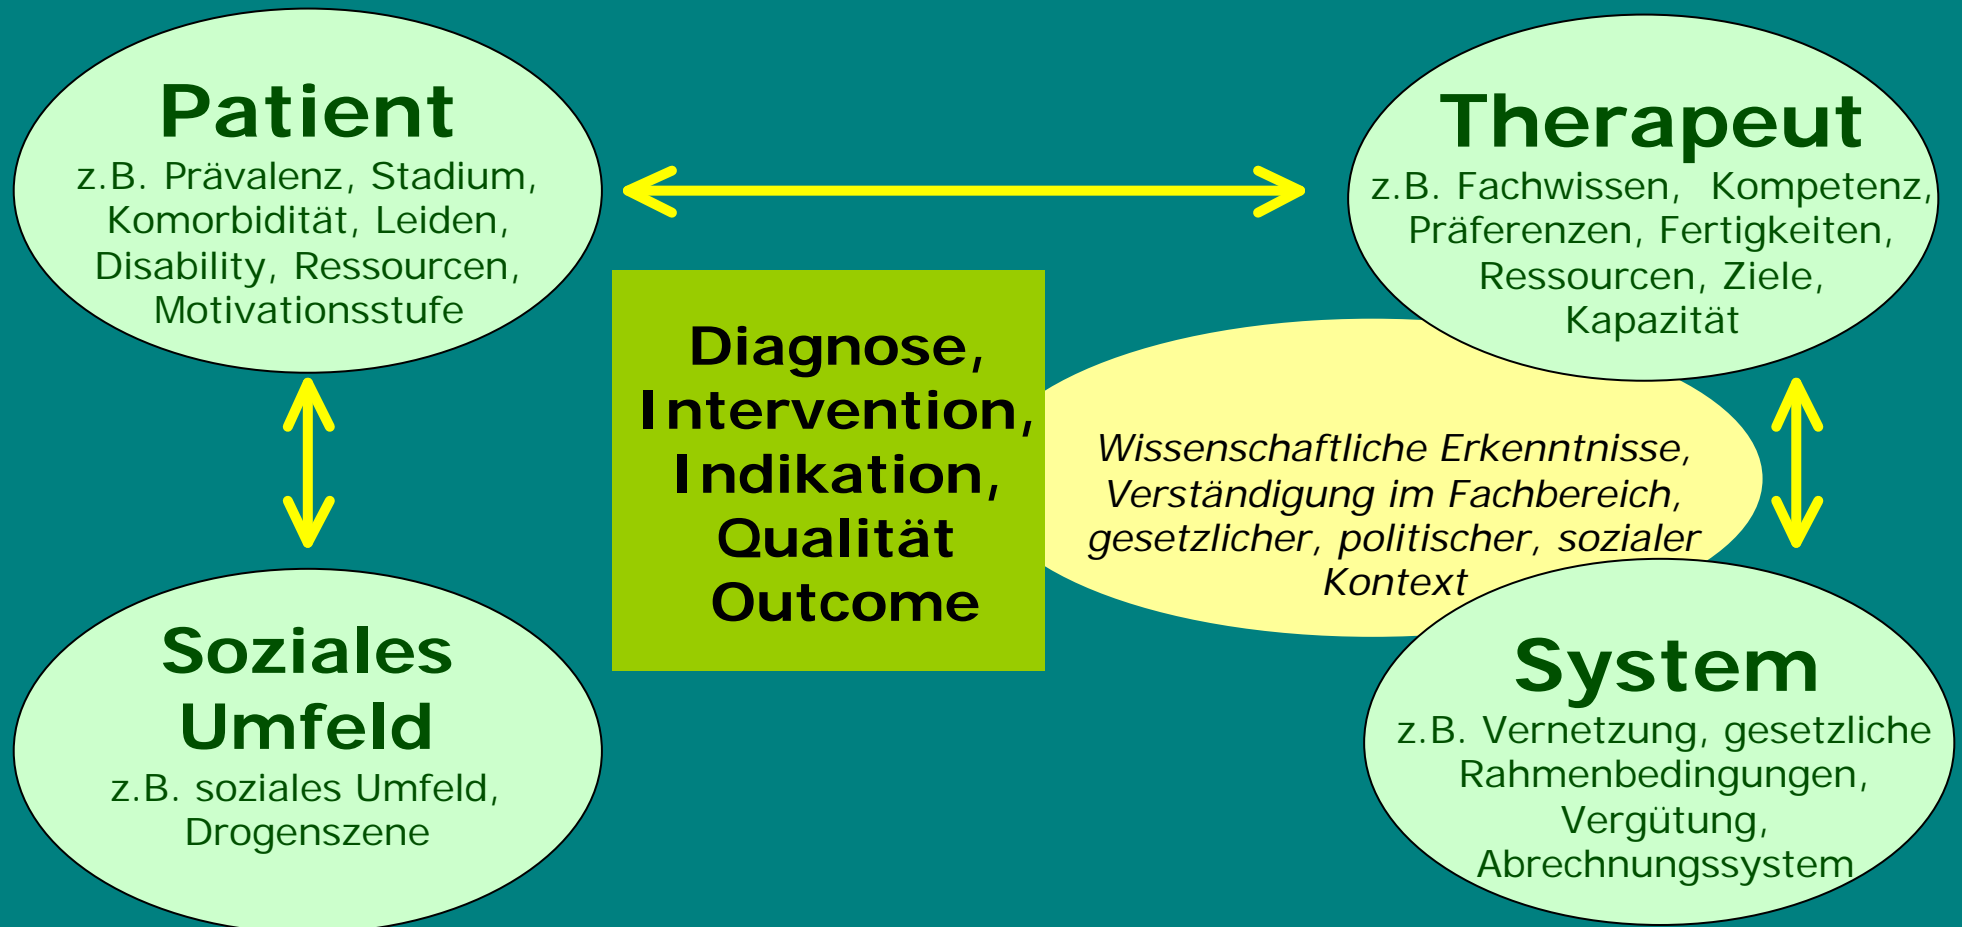 Patient
z.B. Prävalenz, Stadium,
Komorbidität, Leiden,
Disability, Ressourcen,
Motivationsstufe
Therapeut
z.B. Fachwissen, Kompetenz,
Präferenzen, Fertigkeiten,
Ressourcen, Ziele,
Kapazität
Diagnose,
Intervention,
Indikation,
Qualität
Outcome
Wissenschaftliche Erkenntnisse,
Verständigung im Fachbereich,
gesetzlicher, politischer, sozialer
Kontext
Soziales
Umfeld
z.B. soziales Umfeld,
Drogenszene
System
z.B. Vernetzung, gesetzliche
Rahmenbedingungen,
Vergütung,
Abrechnungssystem